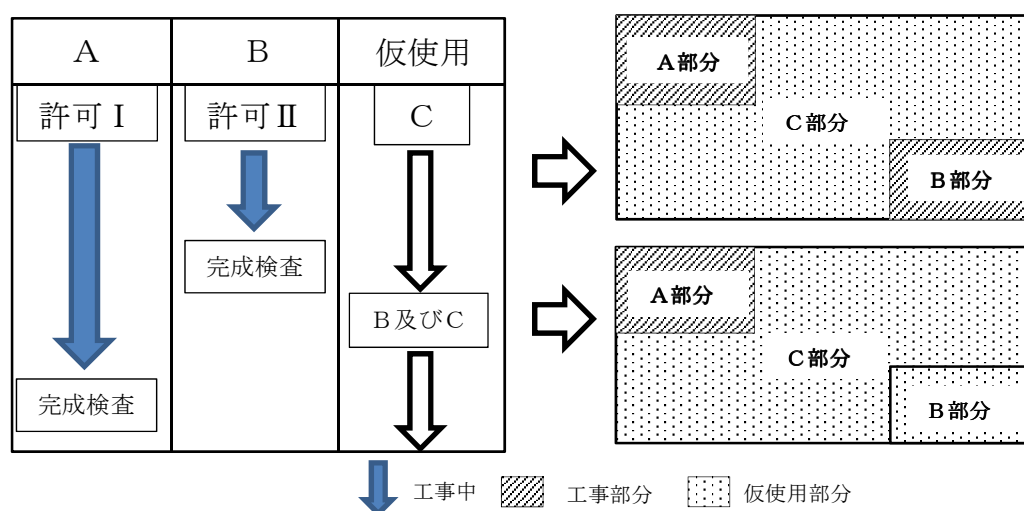 A B 仮使用
許可Ⅰ 許可Ⅱ C
完成検査
B及びC
完成検査
A部分
C部分
B部分
A部分
C部分
B部分
工事中 工事部分 仮使用部分